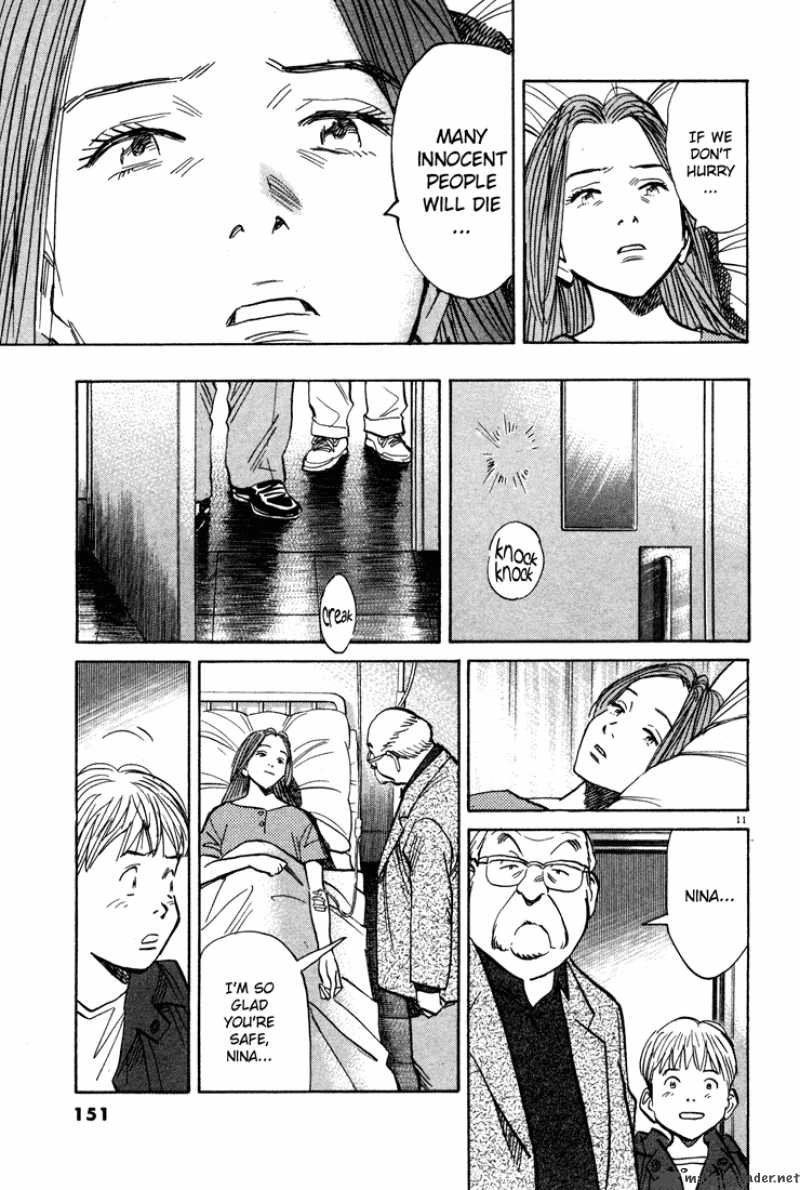 IF WE
DON'T
HURRY
...
MANY
INNOCENT
PEOPLE
WILL DIE
...
knock
knock
creak
11
NINA...
I'M SO
GLAD
YOU'RE
SAFE,
NINA...
151